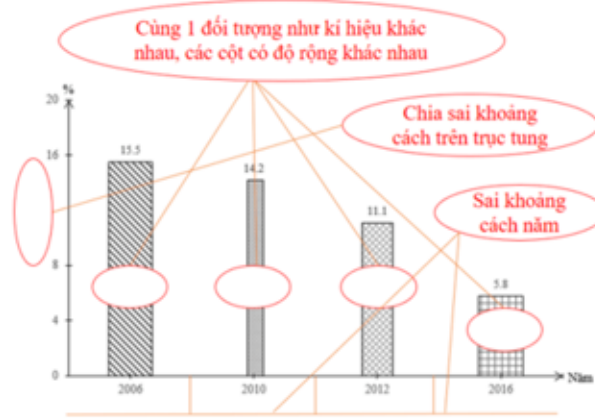 Cùng 1 đối tượng như kí hiệu khác
nhau, các cột có độ rộng khác nhau
%
20
Chia sai khoảng
cách trên trục tung
16
15.5
14.2
Sai khoảng
cách năm
11.1
8
5.8
4
0
Năm
2006 2010 2012 2016